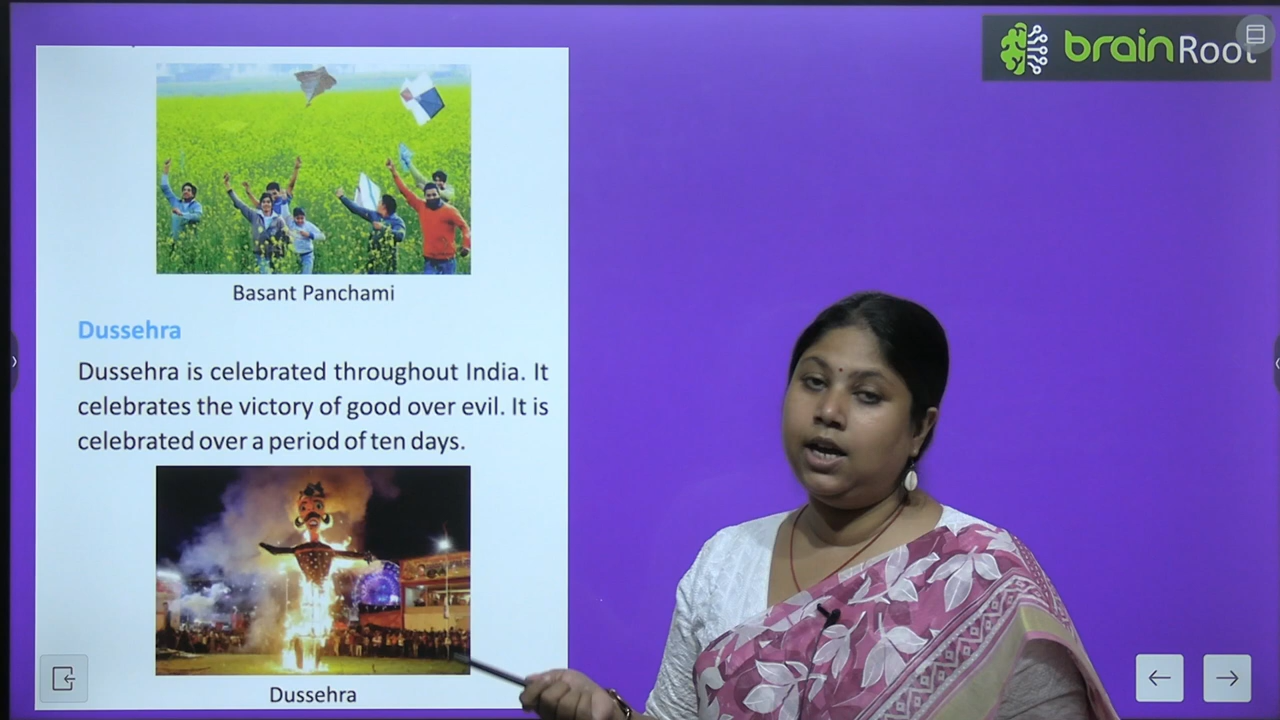 brainRoot
Basant Panchami
Dussehra
Dussehra is celebrated throughout India. It
celebrates the victory of good over evil. It is
celebrated over a period of ten days.
Dussehra